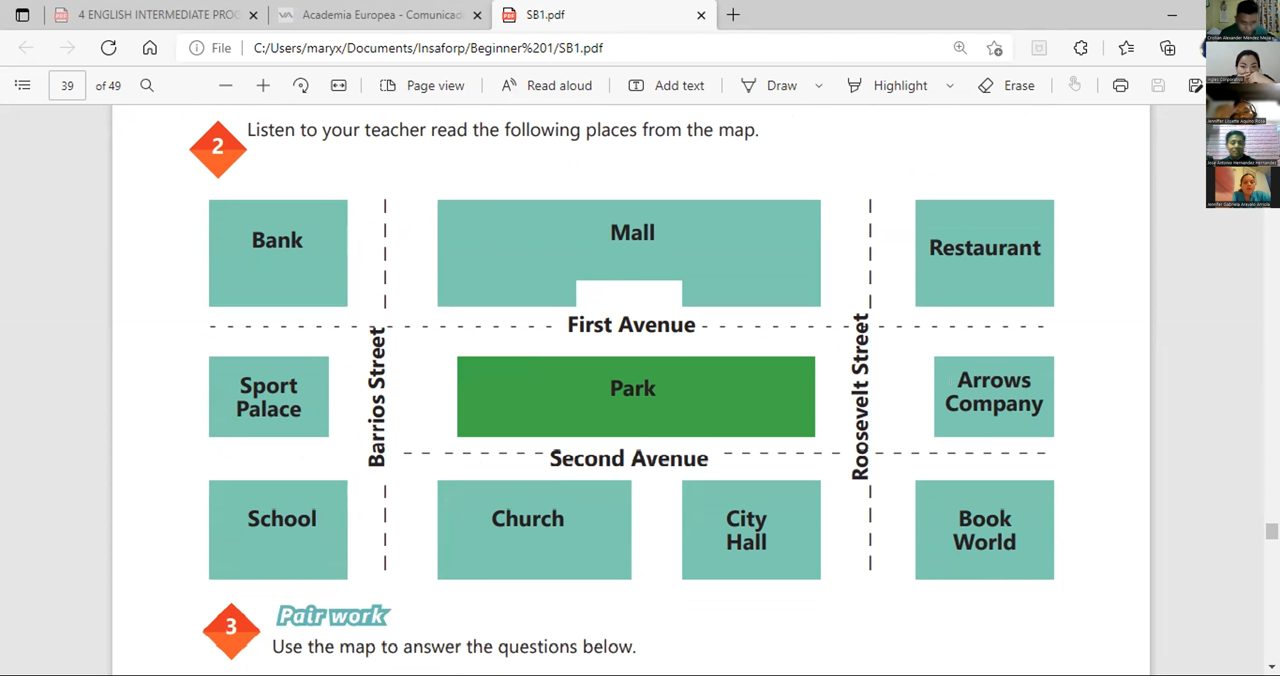 4 ENGLISH INTERMEDIATE PROC
Academia Europea - Comunicad
SB1.pdf
File
C:/Users/maryx/Documents/Insaforp/Beginner%201/SB1.pdf
39 of 49
Page view
Read aloud
Add text
Draw
Highlight
Erase
2
Listen to your teacher read the following places from the map.
Bank
Mall
Restaurant
First Avenue
Barrios Street
Roosevelt Street
Sport
Palace
Park
Arrows
Company
Second Avenue
School
Church
City
Hall
Book
World
3
Pair work
Use the map to answer the questions below.